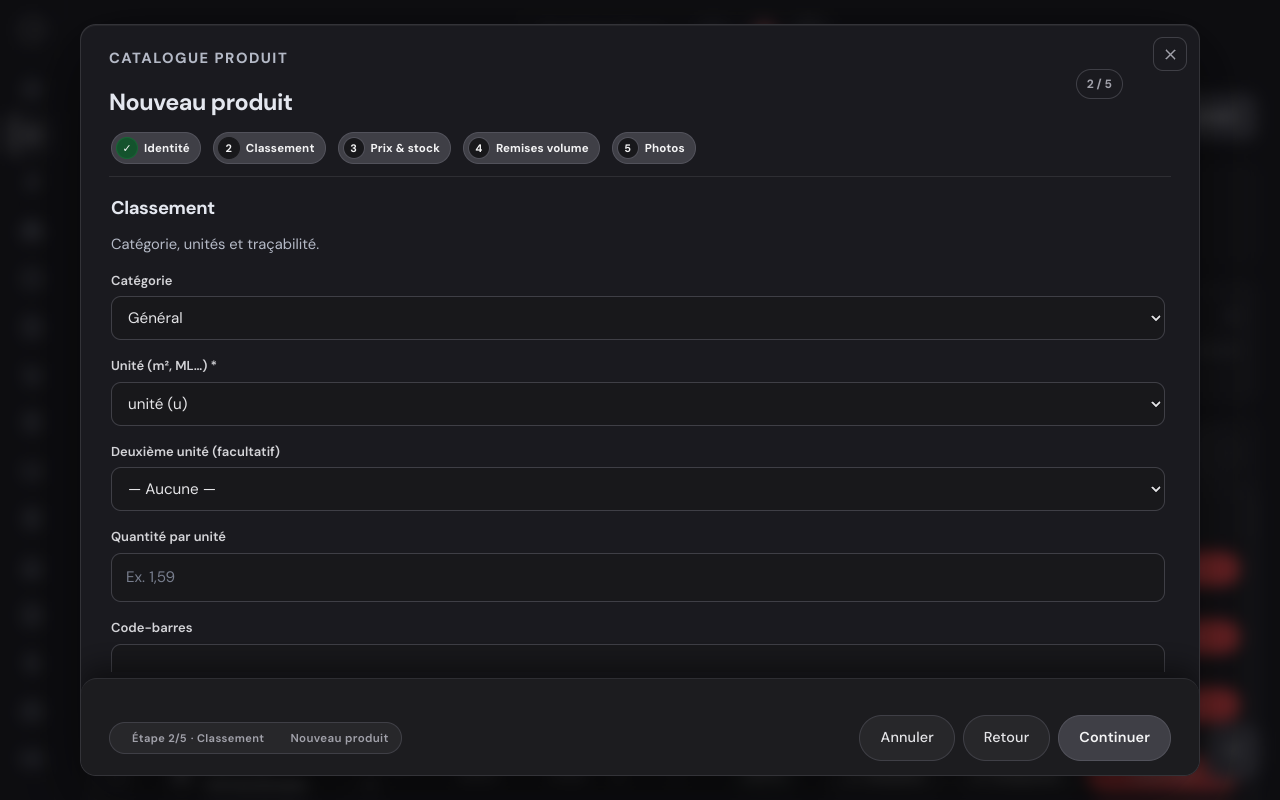 CATALOGUE PRODUIT
2 / 5
Nouveau produit
✓ Identité
2 Classement
3 Prix & stock
4 Remises volume
5 Photos
Classement
Catégorie, unités et traçabilité.
Catégorie
Général
Unité (m², ML…) *
unité (u)
Deuxième unité (facultatif)
— Aucune —
Quantité par unité
Ex. 1,59
Code-barres
Étape 2/5 · Classement
Nouveau produit
Annuler
Retour
Continuer